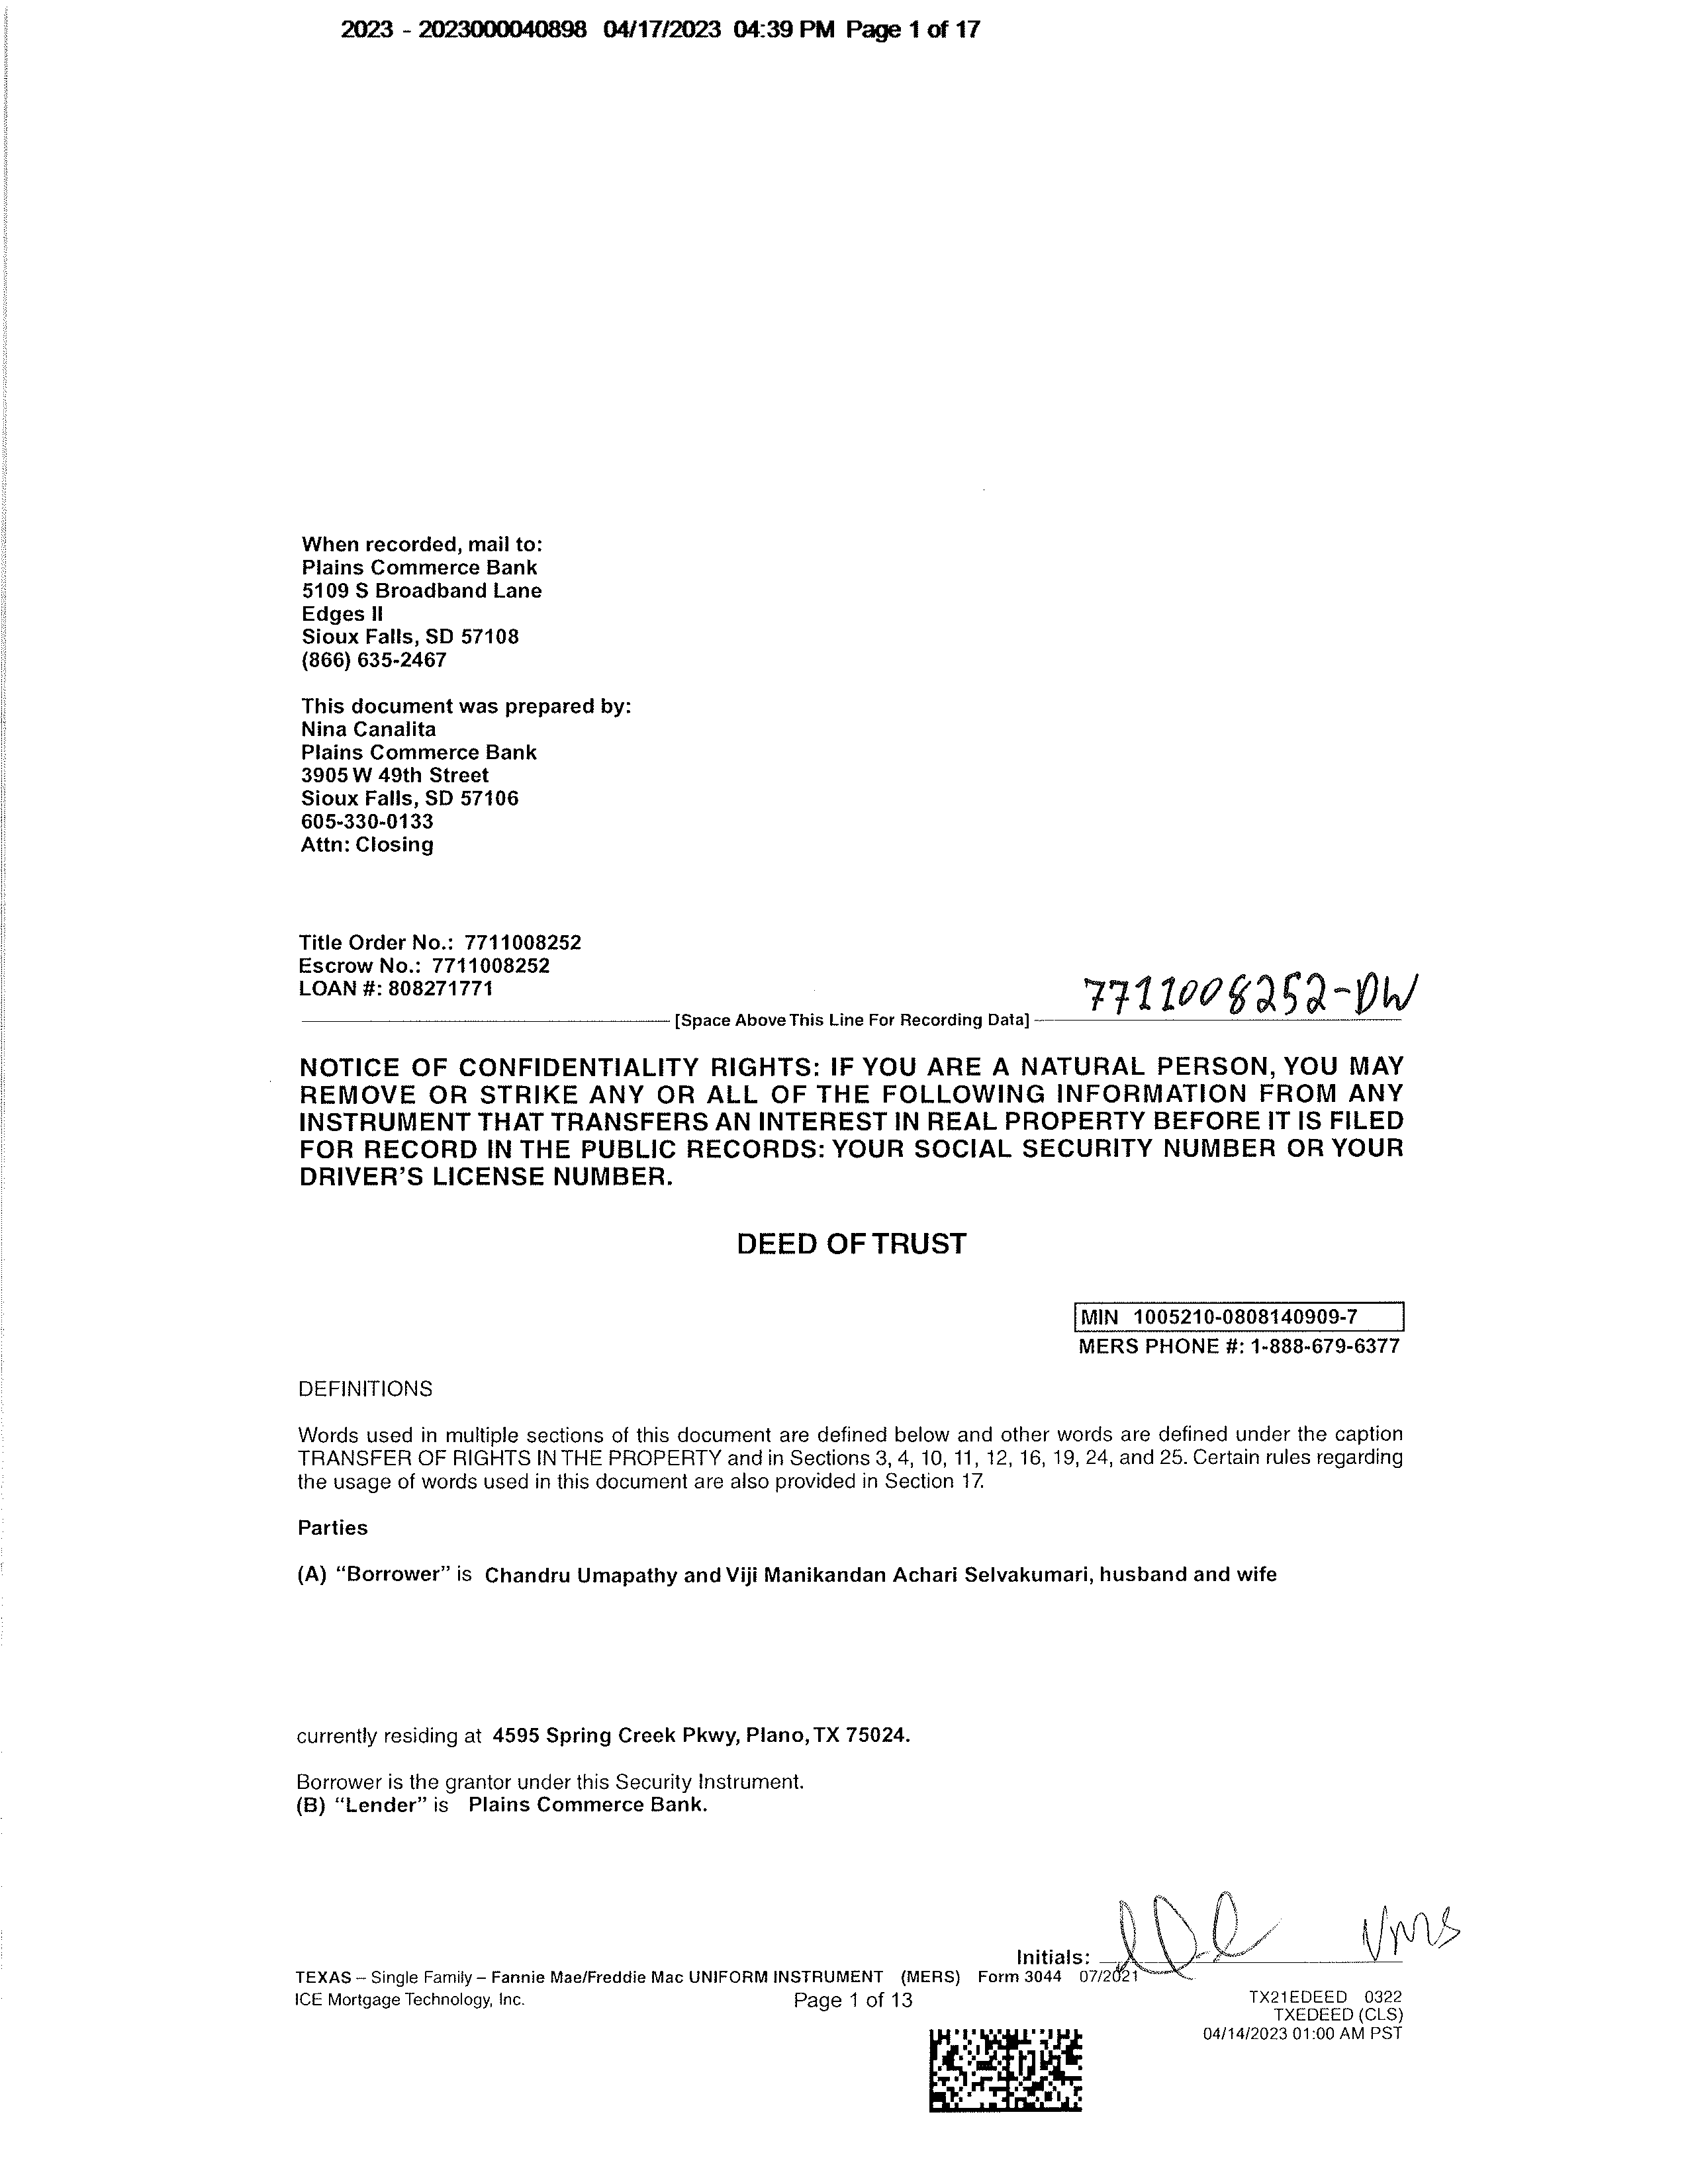 2023 - 2023000040898 04/17/2023 04:39 PM Page 1 of 17
When recorded, mail to:
Plains Commerce Bank
5109 S Broadband Lane
Edges II
Sioux Falls, SD 57108
(866) 635-2467
This document was prepared by:
Nina Canalita
Plains Commerce Bank
3905 W 49th Street
Sioux Falls, SD 57106
605-330-0133
Attn: Closing
Title Order No.: 7711008252
Escrow No.: 7711008252
LOAN #: 808271771
7711008252-DW
[Space Above This Line For Recording Data]
NOTICE OF CONFIDENTIALITY RIGHTS: IF YOU ARE A NATURAL PERSON, YOU MAY
REMOVE OR STRIKE ANY OR ALL OF THE FOLLOWING INFORMATION FROM ANY
INSTRUMENT THAT TRANSFERS AN INTEREST IN REAL PROPERTY BEFORE IT IS FILED
FOR RECORD IN THE PUBLIC RECORDS: YOUR SOCIAL SECURITY NUMBER OR YOUR
DRIVER'S LICENSE NUMBER.
DEED OF TRUST
MIN 1005210-0808140909-7
MERS PHONE #: 1-888-679-6377
DEFINITIONS
Words used in multiple sections of this document are defined below and other words are defined under the caption
TRANSFER OF RIGHTS IN THE PROPERTY and in Sections 3, 4, 10, 11, 12, 16, 19, 24, and 25. Certain rules regarding
the usage of words used in this document are also provided in Section 17.
Parties
(A) “Borrower” is Chandru Umapathy and Viji Manikandan Achari Selvakumari, husband and wife
currently residing at 4595 Spring Creek Pkwy, Plano, TX 75024.
Borrower is the grantor under this Security Instrument.
(B) “Lender” is Plains Commerce Bank.
Initials: VMS
TEXAS – Single Family – Fannie Mae/Freddie Mac UNIFORM INSTRUMENT (MERS) Form 3044 07/2021
ICE Mortgage Technology, Inc. Page 1 of 13 TX21EDEED 0322
TXEDEED (CLS)
04/14/2023 01:00 AM PST